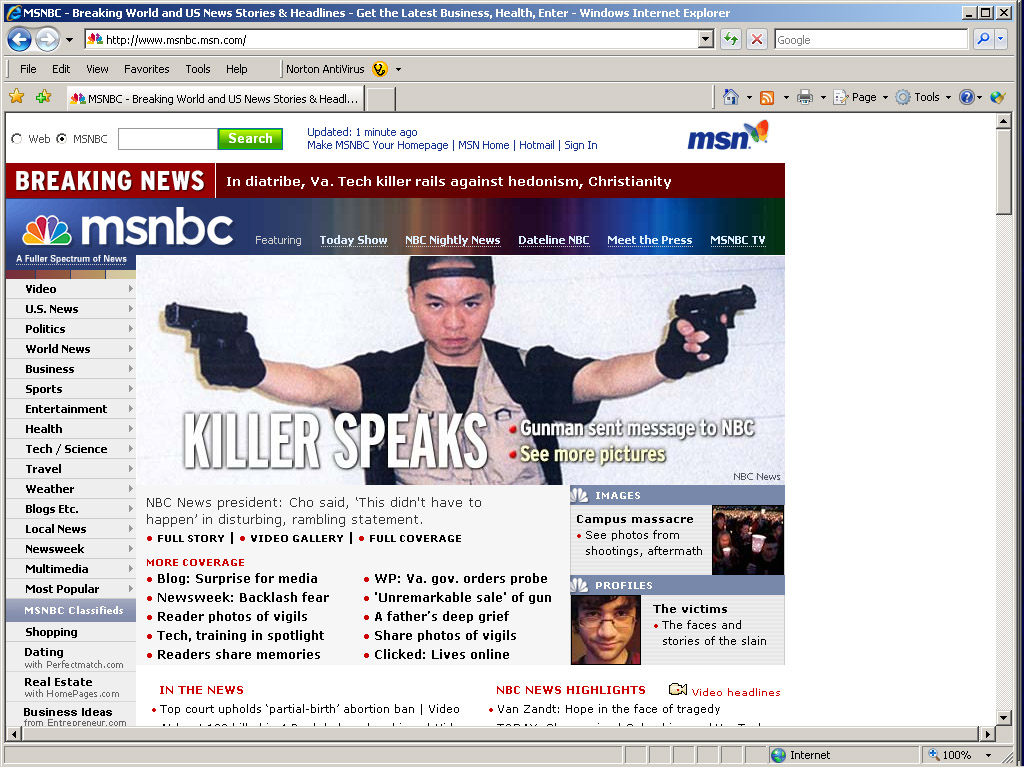 MSNBC - Breaking World and US News Stories & Headlines - Get the Latest Business, Health, Enter - Windows Internet Explorer
http://www.msnbc.msn.com/
Google
File Edit View Favorites Tools Help Norton AntiVirus
MSNBC - Breaking World and US News Stories & Headl...
Page Tools
Web MSNBC Search
Updated: 1 minute ago
Make MSNBC Your Homepage | MSN Home | Hotmail | Sign In
msn
BREAKING NEWS In diatribe, Va. Tech killer rails against hedonism, Christianity
msnbc
A Fuller Spectrum of News
Featuring Today Show NBC Nightly News Dateline NBC Meet the Press MSNBC TV
Video
U.S. News
Politics
World News
Business
Sports
Entertainment
Health
Tech / Science
Travel
Weather
Blogs Etc.
Local News
Newsweek
Multimedia
Most Popular
MSNBC Classifieds
Shopping
Dating
with Perfectmatch.com
Real Estate
with HomePages.com
Business Ideas
from Entrepreneur.com
KILLER SPEAKS
• Gunman sent message to NBC
• See more pictures
NBC News
NBC News president: Cho said, ‘This didn't have to
happen’ in disturbing, rambling statement.
• FULL STORY | • VIDEO GALLERY | • FULL COVERAGE
MORE COVERAGE
• Blog: Surprise for media
• Newsweek: Backlash fear
• Reader photos of vigils
• Tech, training in spotlight
• Readers share memories
• WP: Va. gov. orders probe
• 'Unremarkable sale' of gun
• A father's deep grief
• Share photos of vigils
• Clicked: Lives online
IMAGES
Campus massacre
• See photos from
shootings, aftermath
PROFILES
The victims
• The faces and
stories of the slain
IN THE NEWS
• Top court upholds ‘partial-birth’ abortion ban | Video
NBC NEWS HIGHLIGHTS Video headlines
• Van Zandt: Hope in the face of tragedy
Internet 100%